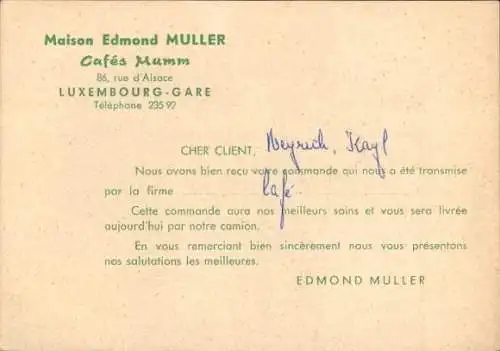 Maison Edmond MULLER
Cafés Mumm
86, rue d'Alsace
LUXEMBOURG-GARE
Téléphone 235 92
CHER CLIENT, Meyrich, Kayl
Nous avons bien reçu votre commande qui nous a été transmise
par la firme Café
Cette commande aura nos meilleurs soins et vous sera livrée
aujourd'hui par notre camion.
En vous remerciant bien sincèrement nous vous présentons
nos salutations les meilleures.
EDMOND MULLER